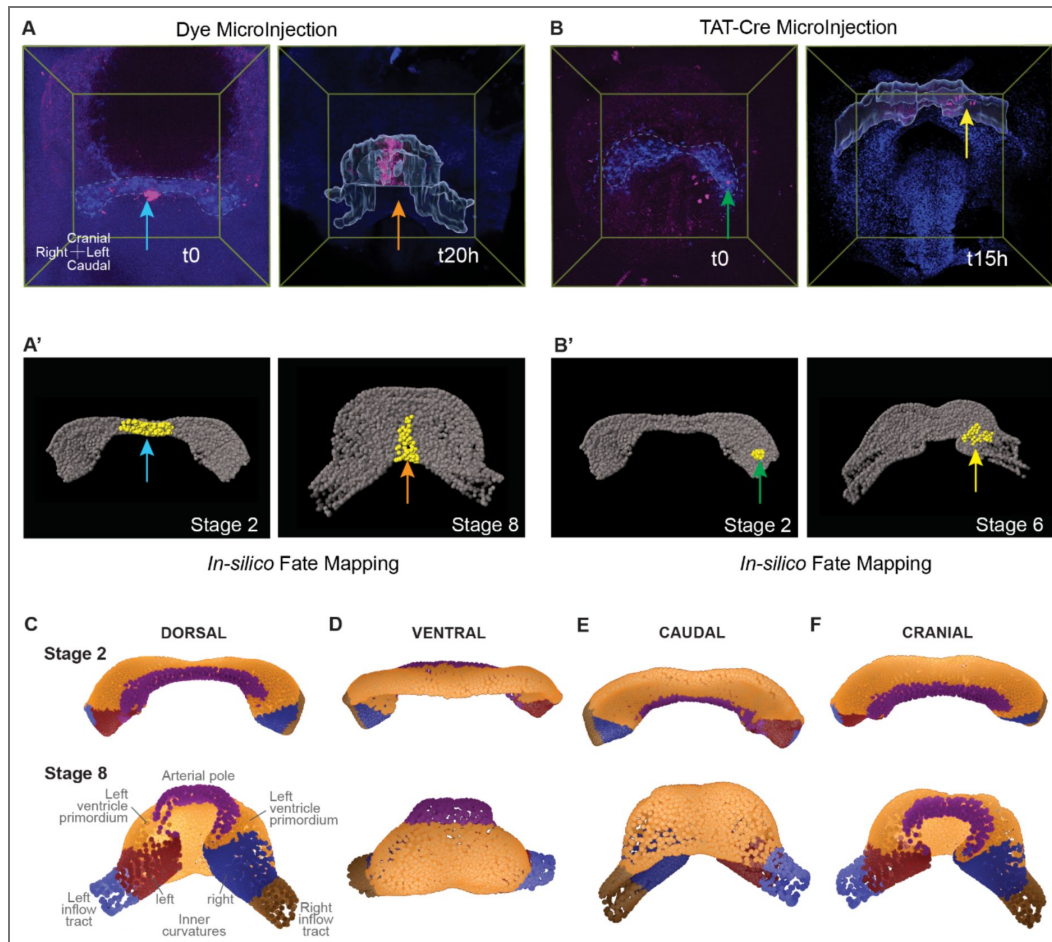 A
Dye MicroInjection
Cranial
Right Left
Caudal
t0
t20h
B
TAT-Cre MicroInjection
t0
t15h
A'
Stage 2
Stage 8
In-silico Fate Mapping
B'
Stage 2
Stage 6
In-silico Fate Mapping
C
DORSAL
D
VENTRAL
E
CAUDAL
F
CRANIAL
Stage 2
Stage 8
Arterial pole
Left
ventricle
primordium
Left
ventricle
primordium
Left
inflow
tract
left
right
Inner
curvatures
Right
inflow
tract